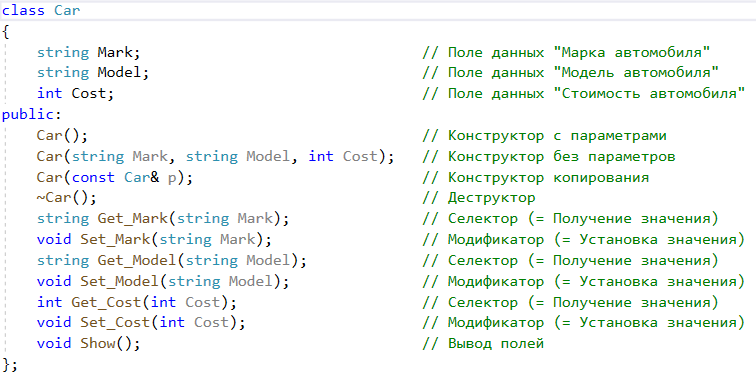 class Car
{
    string Mark;                                // Поле данных "Марка автомобиля"
    string Model;                               // Поле данных "Модель автомобиля"
    int Cost;                                   // Поле данных "Стоимость автомобиля"
public:
    Car();                                      // Конструктор с параметрами
    Car(string Mark, string Model, int Cost);   // Конструктор без параметров
    Car(const Car& p);                          // Конструктор копирования
    ~Car();                                     // Деструктор
    string Get_Mark(string Mark);               // Селектор (= Получение значения)
    void Set_Mark(string Mark);                 // Модификатор (= Установка значения)
    string Get_Model(string Model);             // Селектор (= Получение значения)
    void Set_Model(string Model);               // Модификатор (= Установка значения)
    int Get_Cost(int Cost);                     // Селектор (= Получение значения)
    void Set_Cost(int Cost);                    // Модификатор (= Установка значения)
    void Show();                                // Вывод полей
};